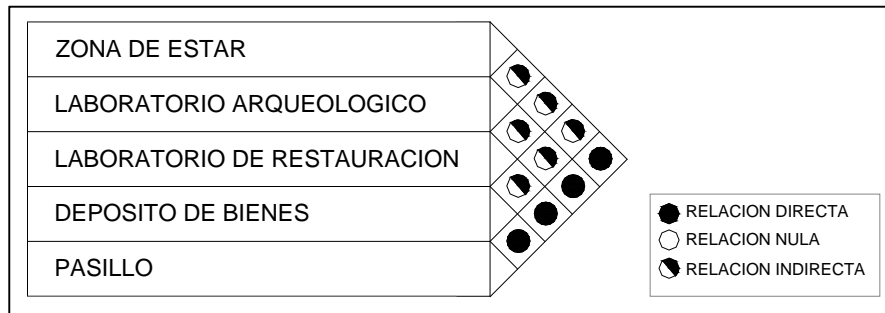 ZONA DE ESTAR
LABORATORIO ARQUEOLOGICO
LABORATORIO DE RESTAURACION
DEPOSITO DE BIENES
PASILLO
RELACION DIRECTA
RELACION NULA
RELACION INDIRECTA